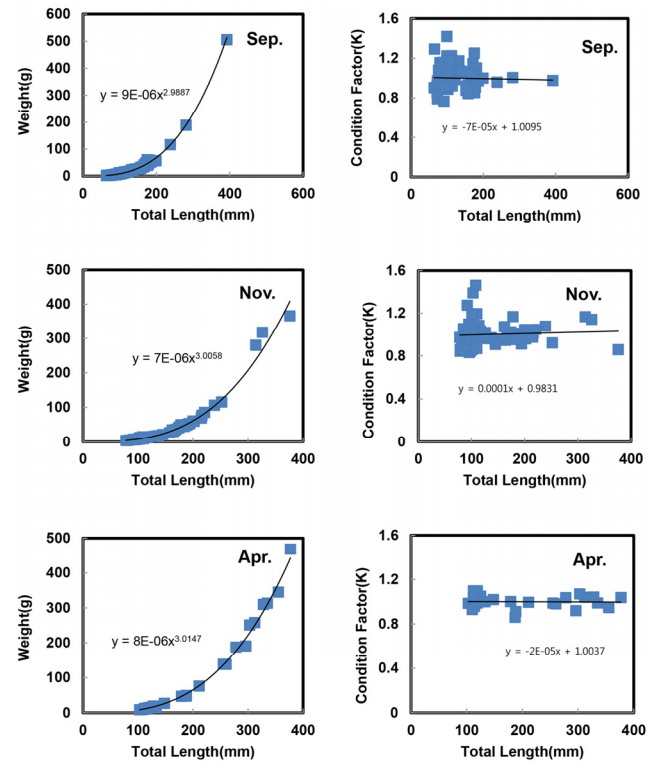 600
500
400
300
200
100
0
Weight(g)
Sep.
y = 9E-06x^2.9887
0 200 400 600
Total Length(mm)
1.6
1.2
0.8
0.4
0
Condition Factor(K)
Sep.
y = -7E-05x + 1.0095
0 200 400 600
Total Length(mm)
500
400
300
200
100
0
Weight(g)
Nov.
y = 7E-06x^3.0058
0 100 200 300 400
Total Length(mm)
1.6
1.2
0.8
0.4
0
Condition Factor(K)
Nov.
y = 0.0001x + 0.9831
0 100 200 300 400
Total Length(mm)
500
400
300
200
100
0
Weight(g)
Apr.
y = 8E-06x^3.0147
0 100 200 300 400
Total Length(mm)
1.6
1.2
0.8
0.4
0
Condition Factor(K)
Apr.
y = -2E-05x + 1.0037
0 100 200 300 400
Total Length(mm)